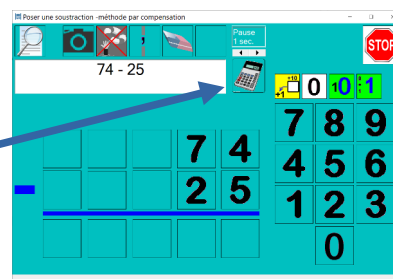 Poser une soustraction -méthode par compensation
Pause
1 sec.
STOP
74 - 25
+10
+1
0
10
1
7 8 9
7 4
4 5 6
- 2 5
1 2 3
0